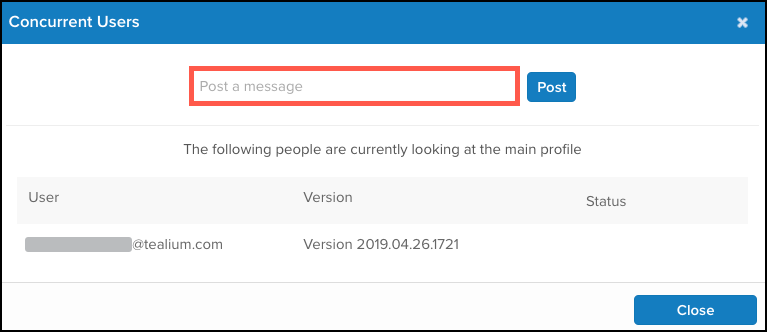 Concurrent Users
Post a message
Post
The following people are currently looking at the main profile
User Version Status
@tealium.com Version 2019.04.26.1721
Close